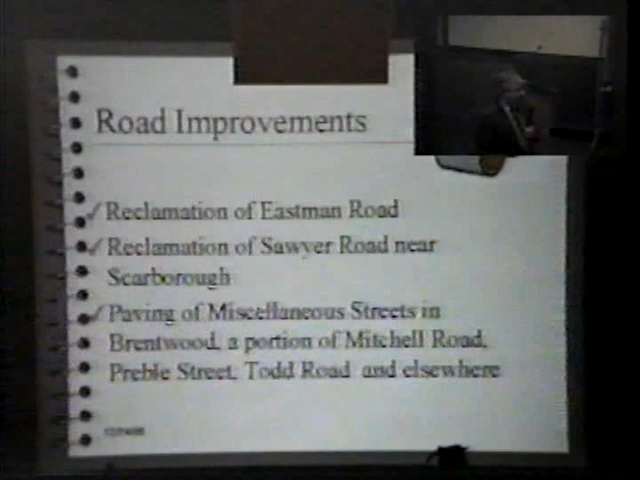 Road Improvements
Reclamation of Eastman Road
Reclamation of Sawyer Road near
Scarborough
Paving of Miscellaneous Streets in
Brentwood, a portion of Mitchell Road,
Preble Street, Todd Road and elsewhere